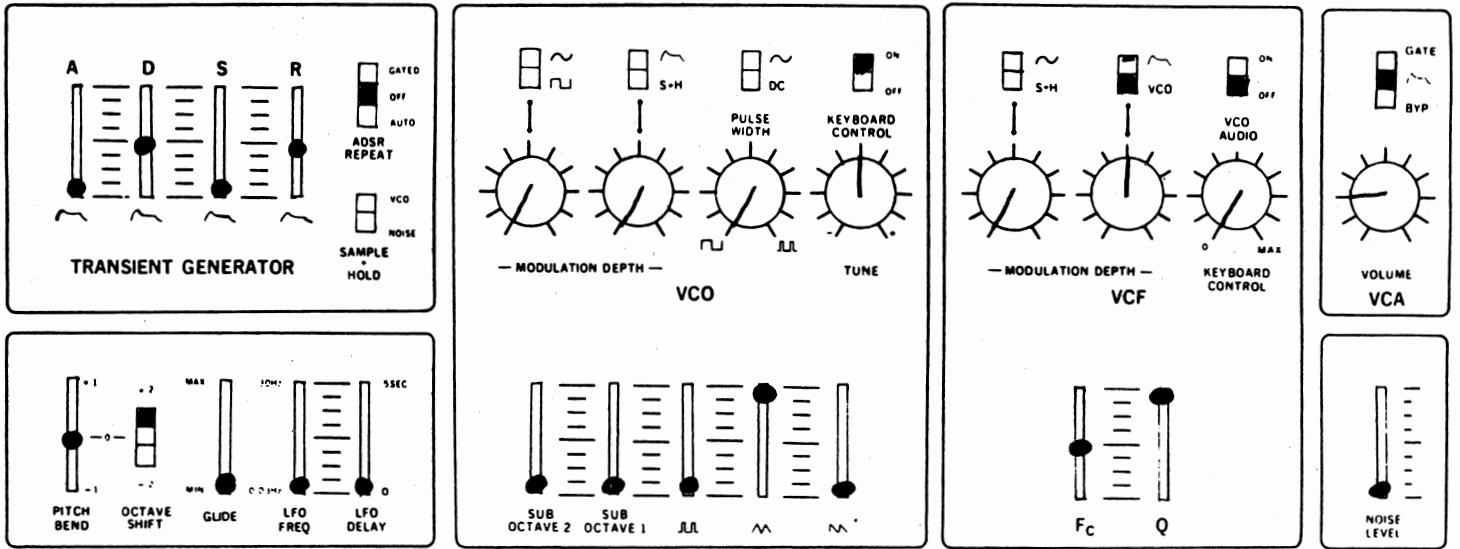 A D S R
GATED
OFF
AUTO
ADSR
REPEAT
VCO
NOISE
SAMPLE
+
HOLD
TRANSIENT GENERATOR
+1
0
-1
PITCH
BEND
+2
-2
OCTAVE
SHIFT
MAX
MIN
GLIDE
LFO
FREQ
5SEC
0
LFO
DELAY
S+H
DC
ON
OFF
PULSE
WIDTH
KEYBOARD
CONTROL
- +
— MODULATION DEPTH —
TUNE
VCO
SUB
OCTAVE 2
SUB
OCTAVE 1
S+H
VCO
ON
OFF
VCO
AUDIO
0 MAX
— MODULATION DEPTH —
KEYBOARD
CONTROL
VCF
FC
Q
GATE
BYP
VOLUME
VCA
NOISE
LEVEL